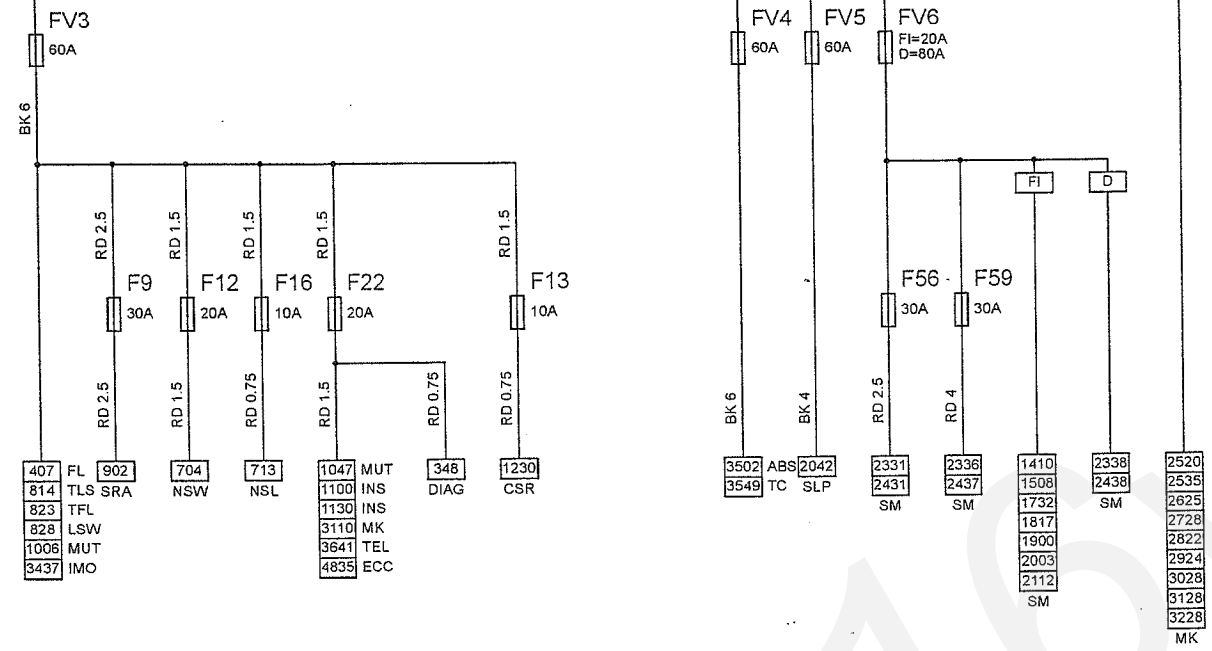 FV3
60A
BK 6
FV4
60A
FV5
60A
FV6
FI=20A
D=80A
FI
D
RD 2.5
RD 1.5
RD 1.5
RD 1.5
RD 1.5
F9
30A
F12
20A
F16
10A
F22
20A
F13
10A
F56
30A
F59
30A
RD 2.5
RD 1.5
RD 0.75
RD 1.5
RD 0.75
RD 0.75
BK 6
BK 4
RD 2.5
RD 4
407 FL
814 TLS
823 TFL
828 LSW
1006 MUT
3437 IMO
902
SRA
704
NSW
713
NSL
1047 MUT
1100 INS
1130 INS
3110 MK
3641 TEL
4835 ECC
348
DIAG
1230
CSR
3502 ABS
3549 TC
2042
SLP
2331
2431
SM
2336
2437
SM
1410
1508
1732
1817
1900
2003
2112
SM
2338
2438
SM
2520
2535
2625
2728
2822
2924
3028
3128
3228
MK